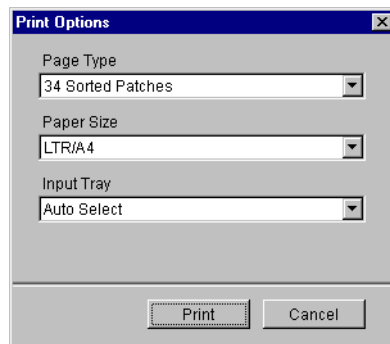 Print Options
Page Type
34 Sorted Patches
Paper Size
LTR/A4
Input Tray
Auto Select
Print Cancel